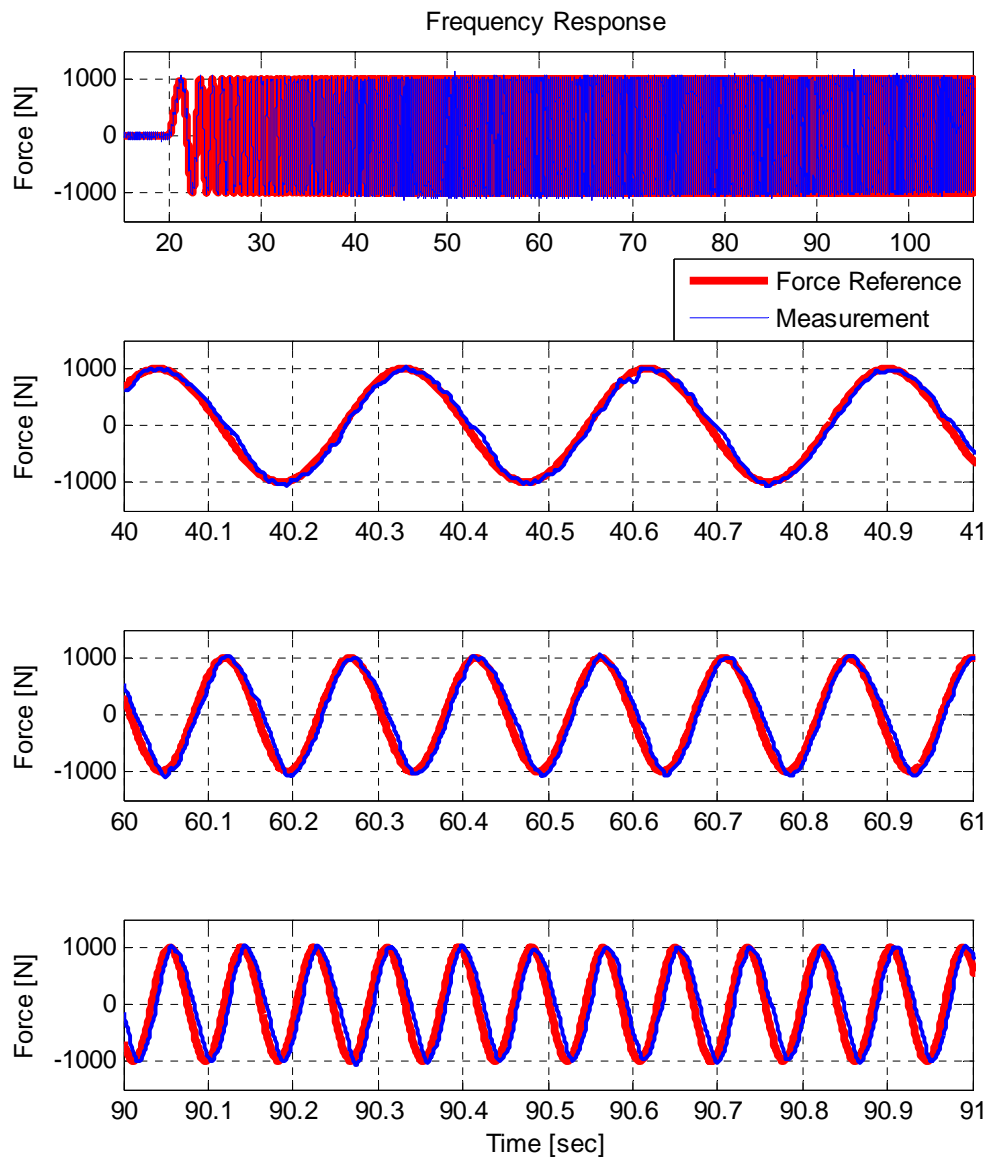 Frequency Response
Force [N]
1000
0
-1000
20 30 40 50 60 70 80 90 100
Force Reference
Measurement
Force [N]
1000
0
-1000
40 40.1 40.2 40.3 40.4 40.5 40.6 40.7 40.8 40.9 41
Force [N]
1000
0
-1000
60 60.1 60.2 60.3 60.4 60.5 60.6 60.7 60.8 60.9 61
Force [N]
1000
0
-1000
90 90.1 90.2 90.3 90.4 90.5 90.6 90.7 90.8 90.9 91
Time [sec]